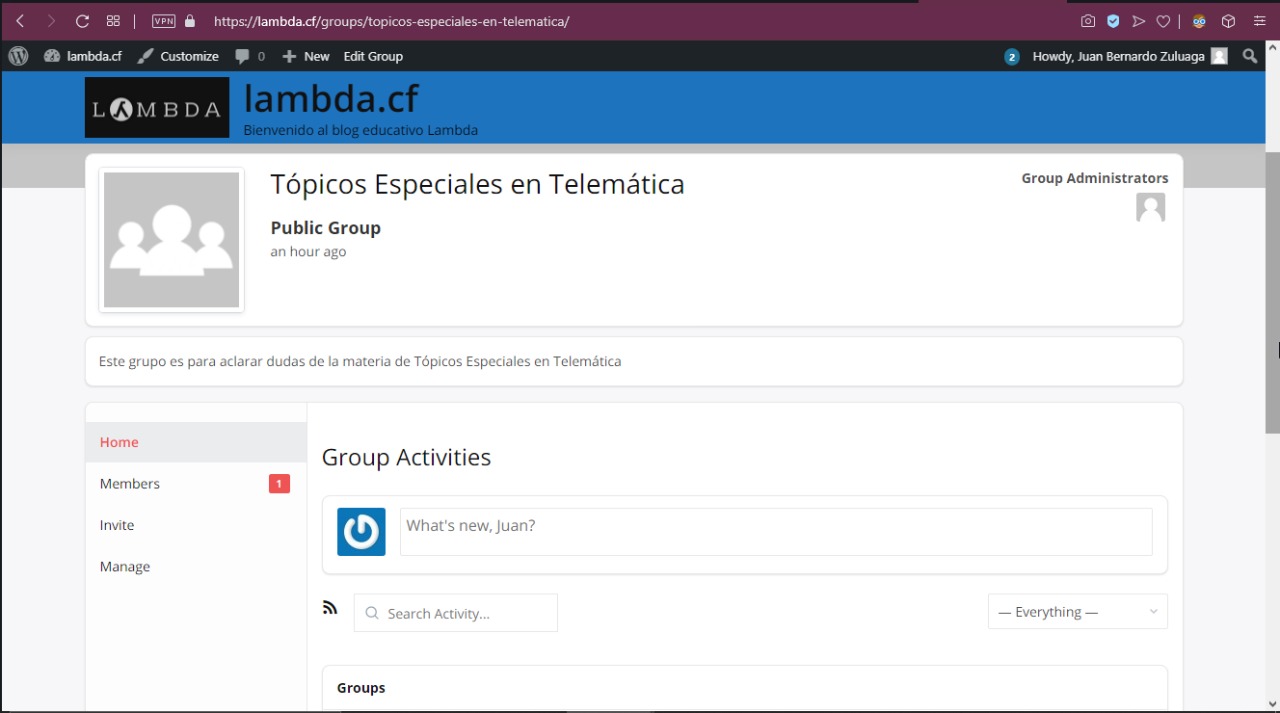 VPN https://lambda.cf/groups/topicos-especiales-en-telematica/
lambda.cf Customize 0 New Edit Group 2 Howdy, Juan Bernardo Zuluaga
LAMBDA
lambda.cf
Bienvenido al blog educativo Lambda
Tópicos Especiales en Telemática
Public Group
an hour ago
Group Administrators
Este grupo es para aclarar dudas de la materia de Tópicos Especiales en Telemática
Home
Members 1
Invite
Manage
Group Activities
What's new, Juan?
Search Activity...
— Everything —
Groups